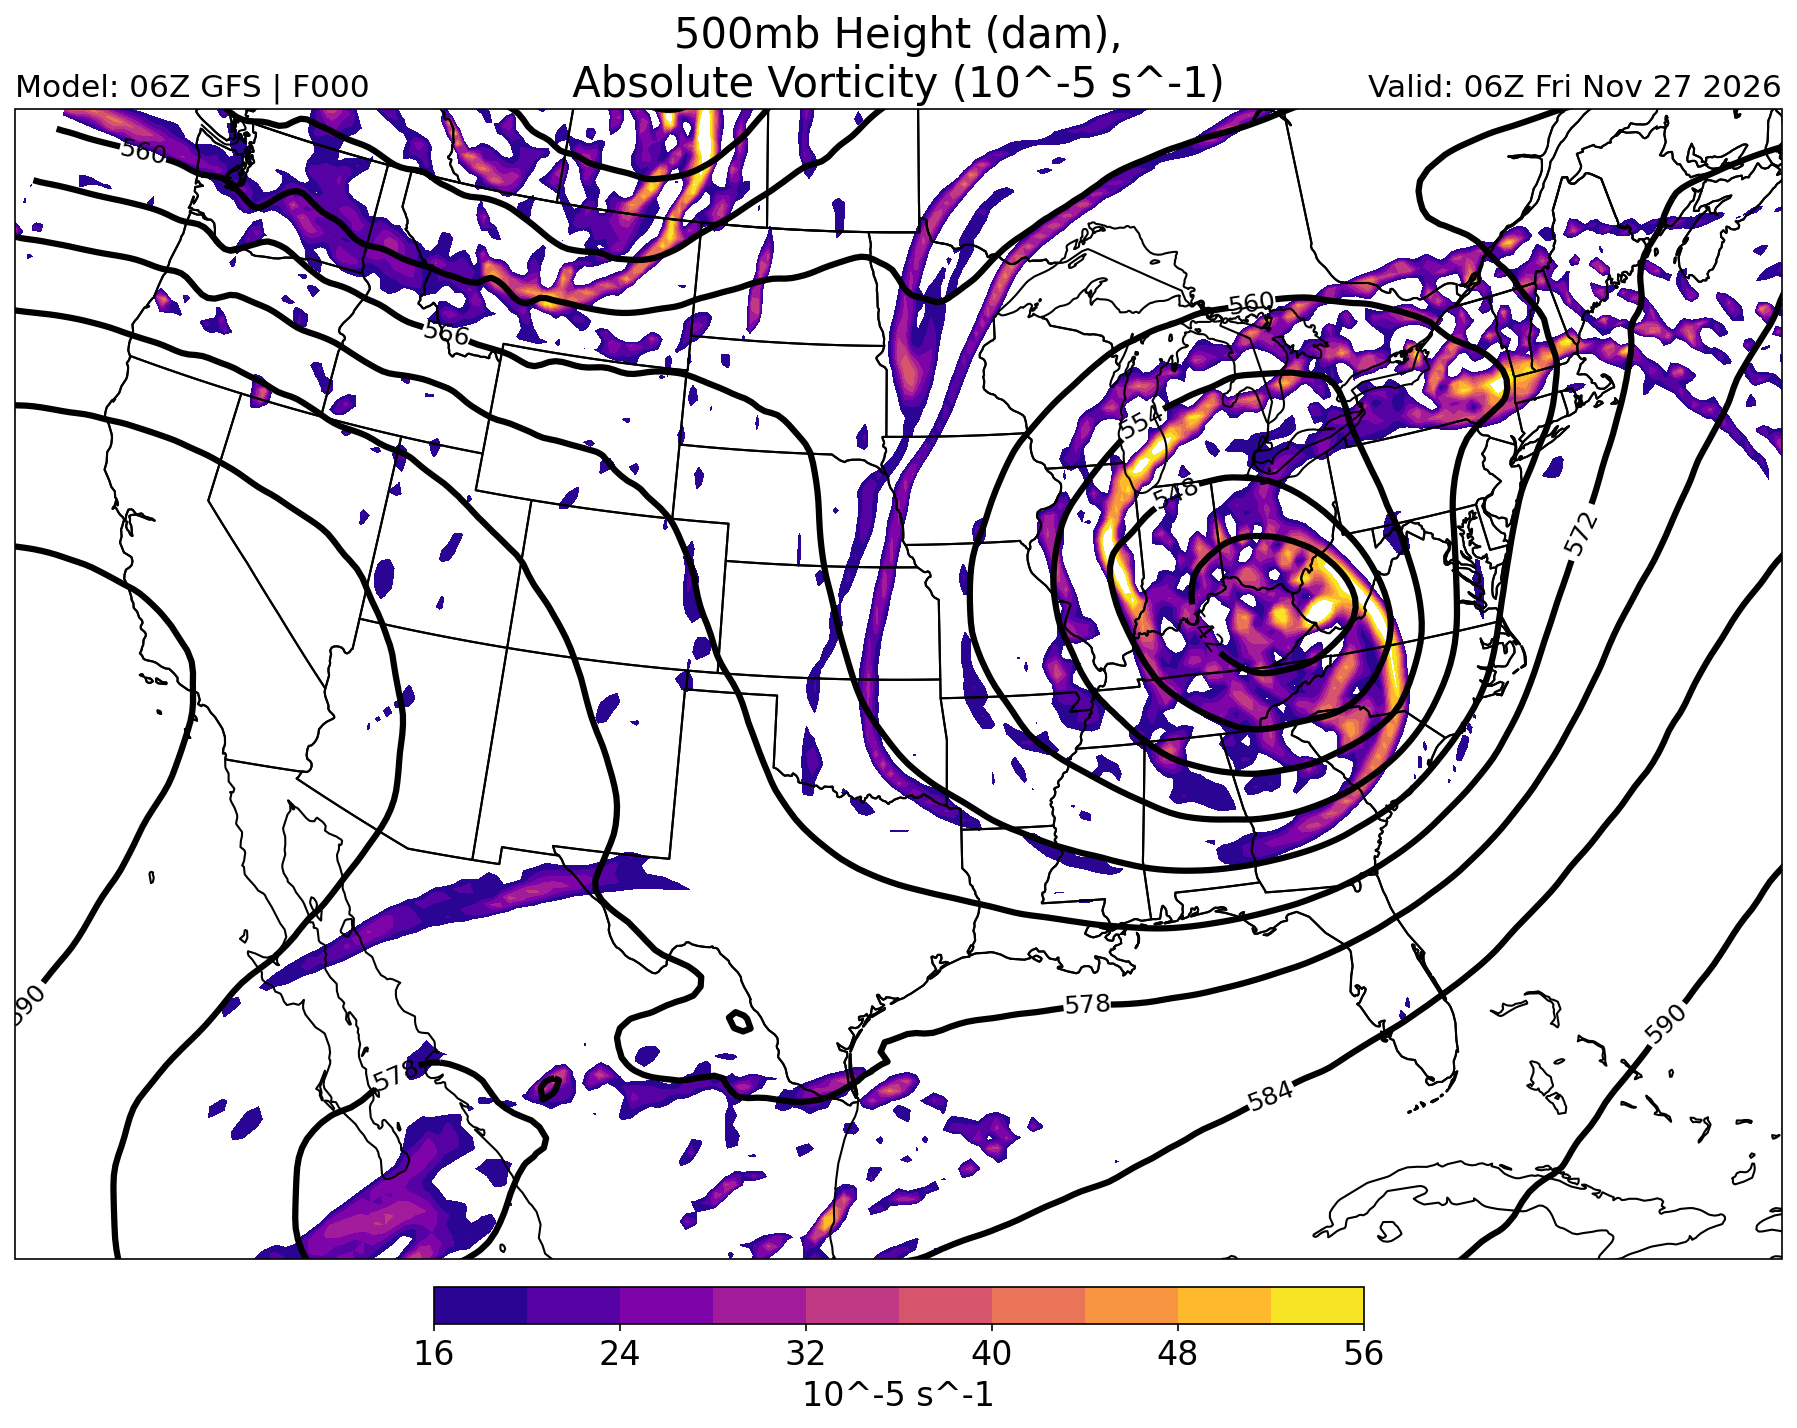 500mb Height (dam),
Absolute Vorticity (10^-5 s^-1)
Model: 06Z GFS | F000
Valid: 06Z Fri Nov 27 2026
560
566
560
554
548
572
578
578
584
590
590
16 24 32 40 48 56
10^-5 s^-1